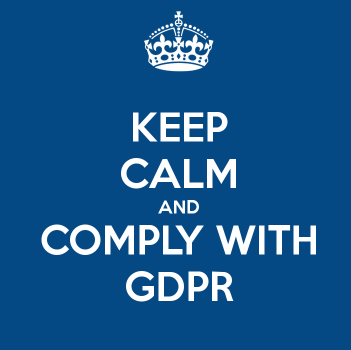 KEEP
CALM
AND
COMPLY WITH
GDPR